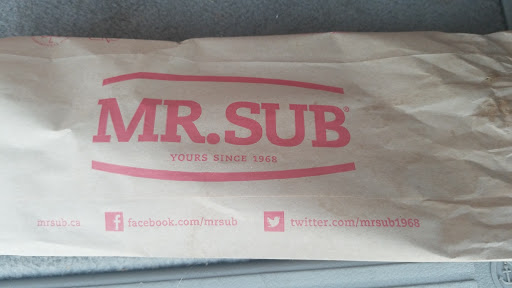 MR.SUB®
YOURS SINCE 1968
mrsub.ca facebook.com/mrsub twitter.com/mrsub1968